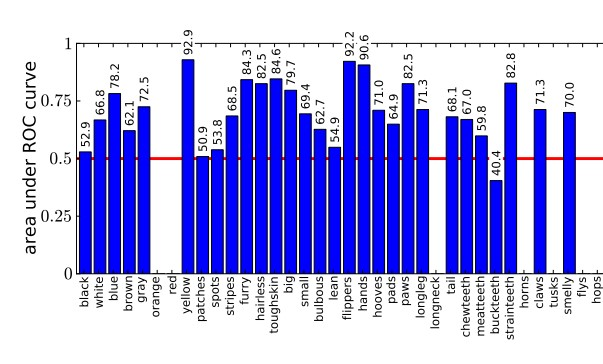 area under ROC curve
1
0.75
0.5
0.25
0
52.9
66.8
78.2
62.1
72.5
92.9
50.9
53.8
68.5
84.3
82.5
84.6
79.7
69.4
62.7
54.9
92.2
90.6
71.0
64.9
82.5
71.3
68.1
67.0
59.8
40.4
82.8
71.3
70.0
black
white
blue
brown
gray
orange
red
yellow
patches
spots
stripes
furry
hairless
toughskin
big
small
bulbous
lean
flippers
hands
hooves
pads
paws
longleg
longneck
tail
chewteeth
meatteeth
buckteeth
strainteeth
horns
claws
tusks
smelly
flys
hops